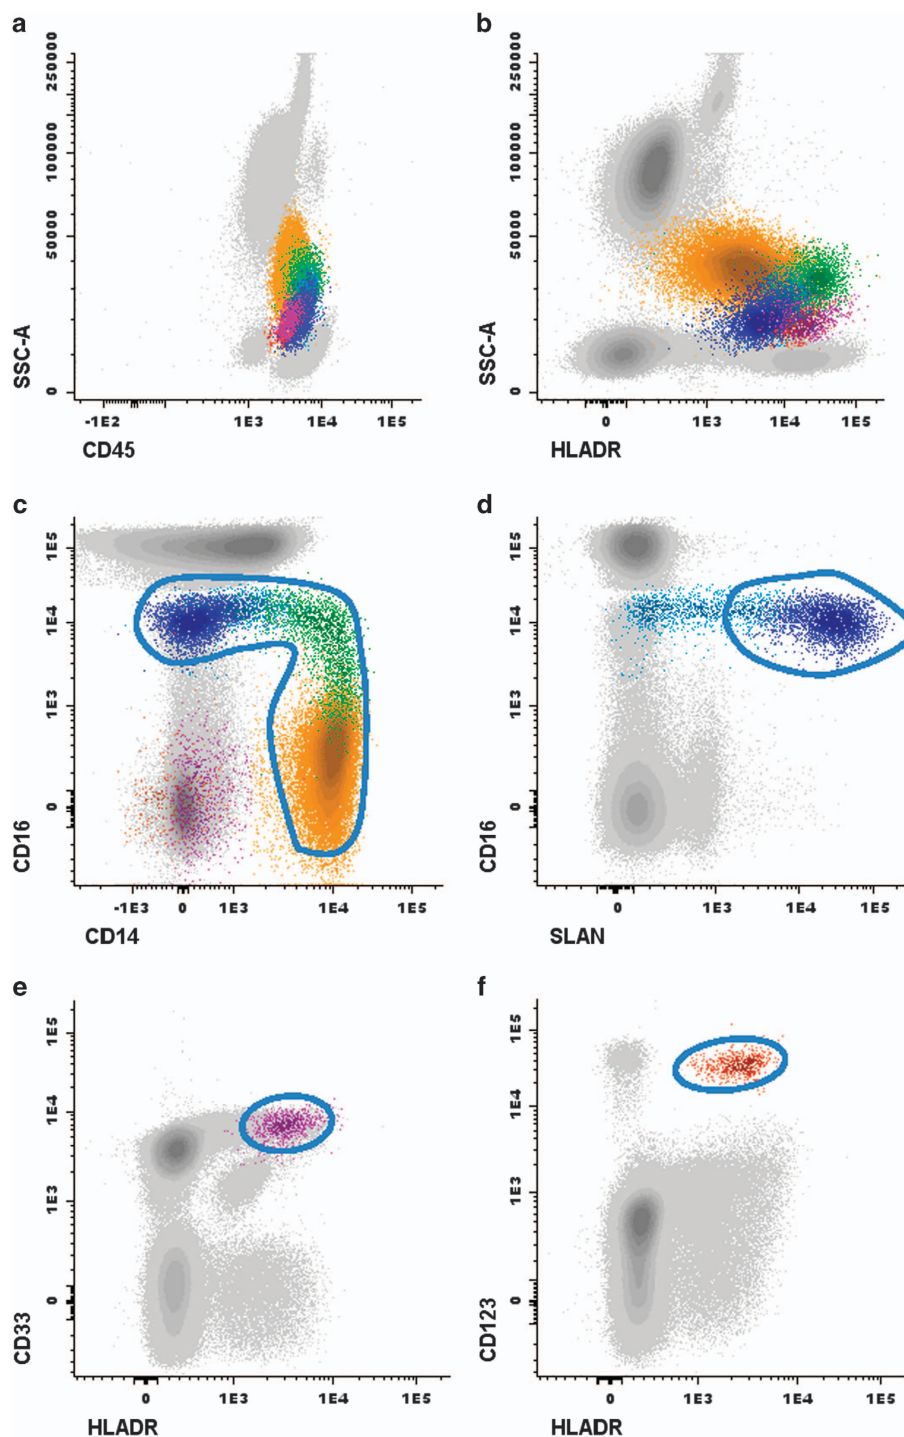 a
b
250000
100000
50000
0
SSC-A
-1E2
1E3
1E4
1E5
CD45
250000
100000
50000
0
SSC-A
0
1E3
1E4
1E5
HLADR
c
d
1E5
1E4
1E3
0
CD16
-1E3
0
1E3
1E4
1E5
CD14
1E5
1E4
1E3
0
CD16
0
1E3
1E4
1E5
SLAN
e
f
1E5
1E4
1E3
0
CD33
0
1E3
1E4
1E5
HLADR
1E5
1E4
1E3
0
CD123
0
1E3
1E4
1E5
HLADR